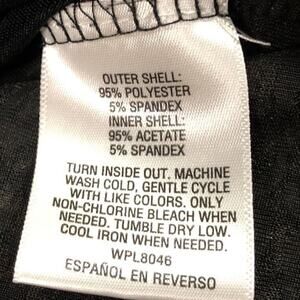 OUTER SHELL:
95% POLYESTER
5% SPANDEX
INNER SHELL:
95% ACETATE
5% SPANDEX
TURN INSIDE OUT. MACHINE
WASH COLD, GENTLE CYCLE
WITH LIKE COLORS. ONLY
NON-CHLORINE BLEACH WHEN
NEEDED. TUMBLE DRY LOW.
COOL IRON WHEN NEEDED.
WPL8046
ESPAÑOL EN REVERSO